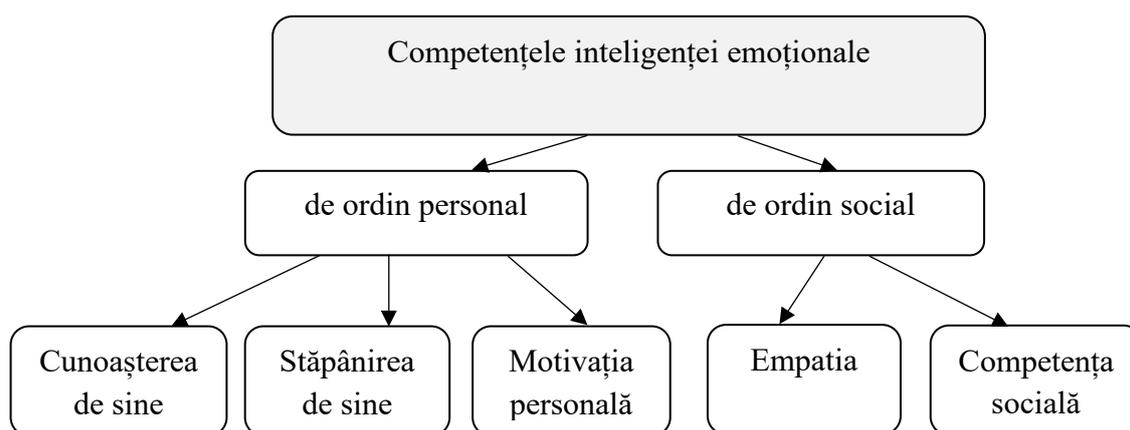 Competențele inteligenței emoționale
de ordin personal
de ordin social
Cunoașterea
de sine
Stăpânirea
de sine
Motivația
personală
Empatia
Competența
socială